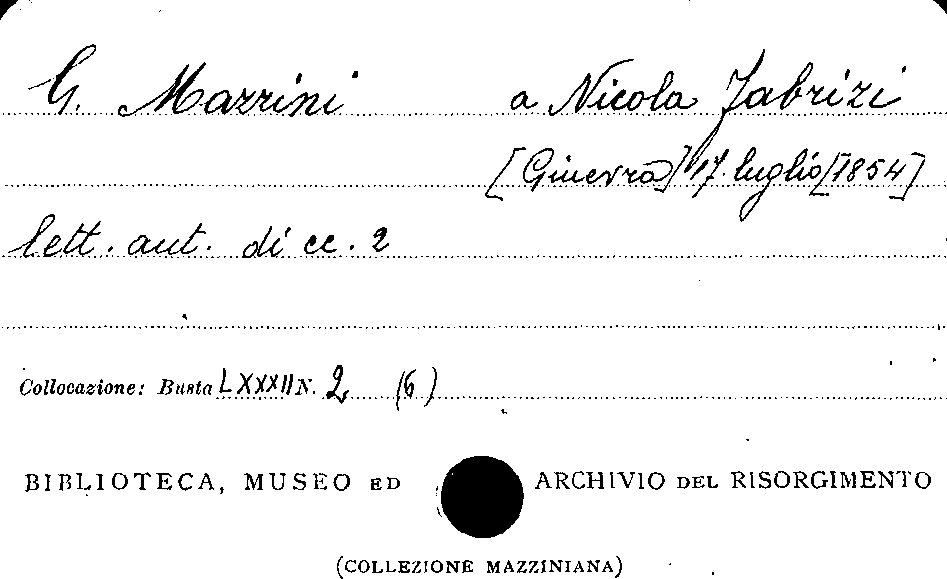 G. Mazzini a Nicola Fabrizi
[Ginevra] 17. luglio [1854]
lett. aut. di cc. 2
Collocazione: Busta LXXXII N. 2 (6)
BIBLIOTECA, MUSEO ED ARCHIVIO DEL RISORGIMENTO
(COLLEZIONE MAZZINIANA)